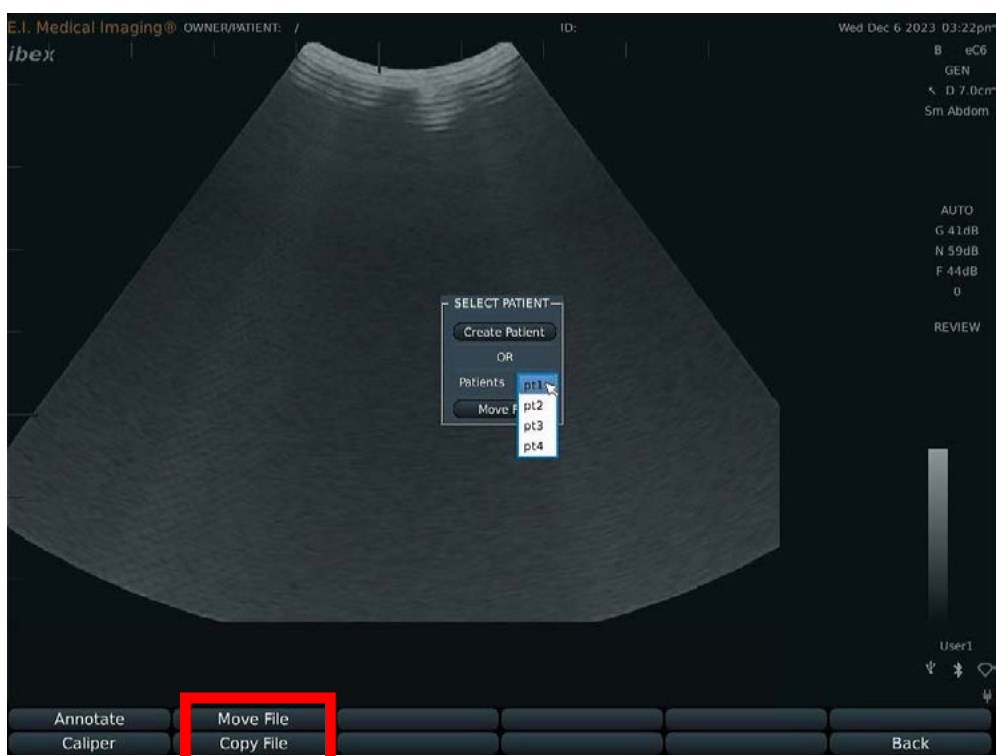 E.I. Medical Imaging® OWNER/PATIENT: / ID: Wed Dec 6 2023 03:22pm
ibex
B eC6
GEN
D 7.0cm
Sm Abdom
AUTO
G 41dB
N 59dB
F 44dB
0
REVIEW
SELECT PATIENT
Create Patient
OR
Patients pt1
Move F pt2
pt3
pt4
User1
Annotate Move File
Caliper Copy File Back